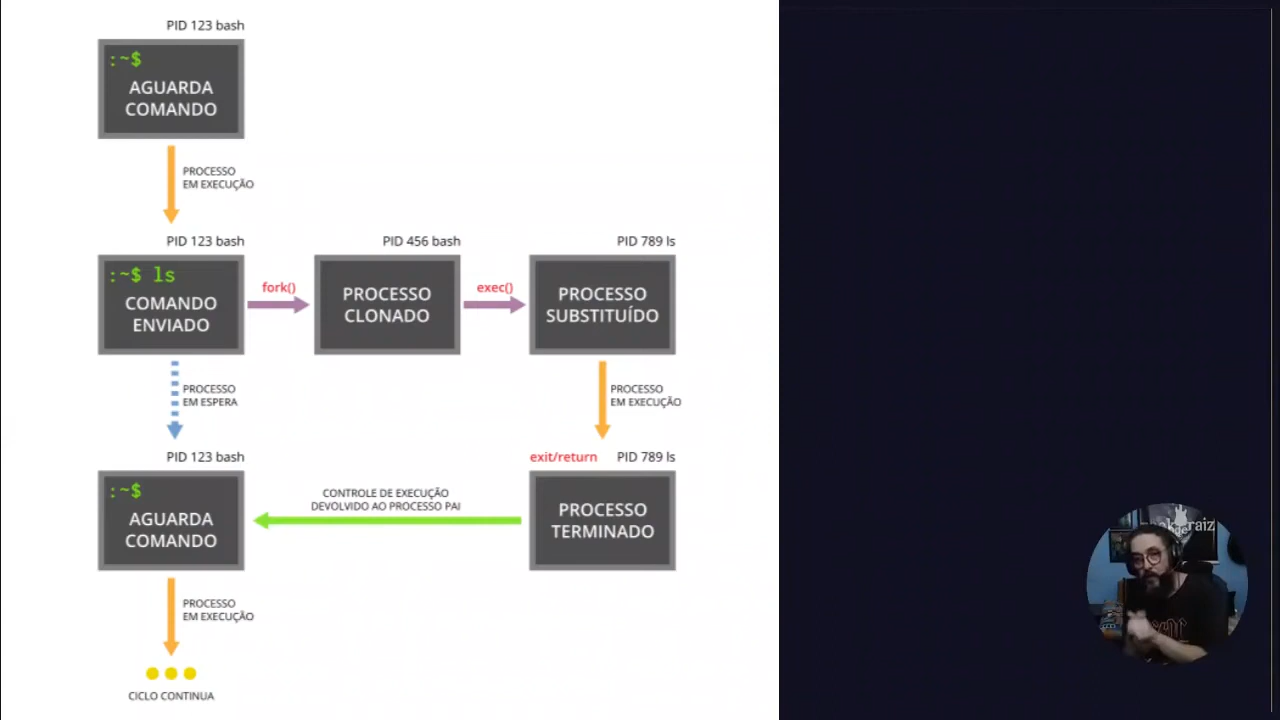 PID 123 bash
:~$
AGUARDA
COMANDO
PROCESSO
EM EXECUÇÃO
PID 123 bash
:~$ ls
COMANDO
ENVIADO
fork()
PID 456 bash
PROCESSO
CLONADO
exec()
PID 789 ls
PROCESSO
SUBSTITUÍDO
PROCESSO
EM ESPERA
PROCESSO
EM EXECUÇÃO
PID 123 bash
:~$
AGUARDA
COMANDO
CONTROLE DE EXECUÇÃO
DEVOLVIDO AO PROCESSO PAI
exit/return PID 789 ls
PROCESSO
TERMINADO
PROCESSO
EM EXECUÇÃO
CICLO CONTINUA
raiz